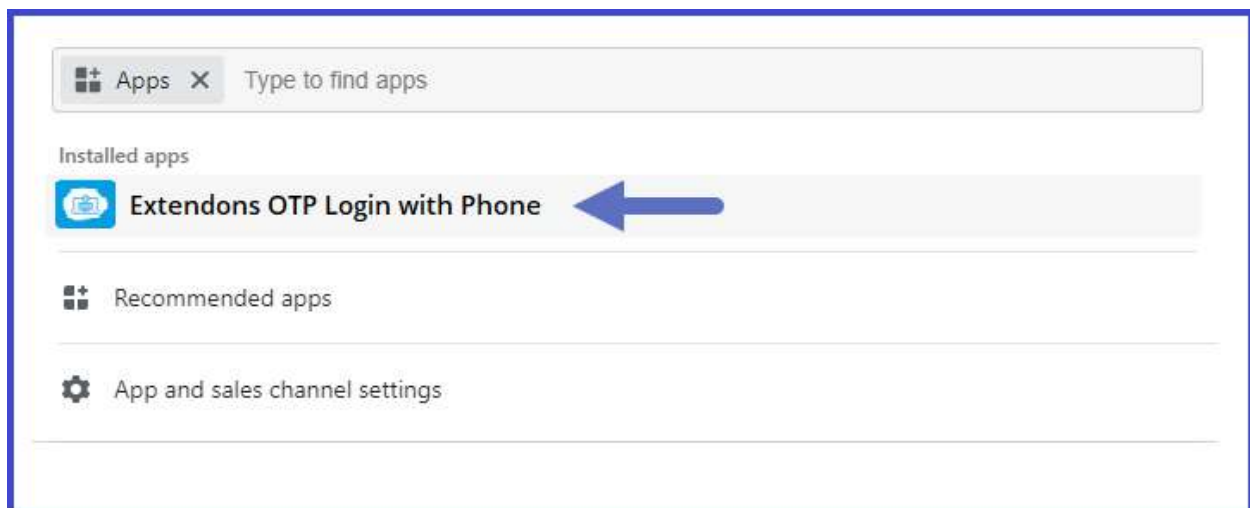 Apps Type to find apps
Installed apps
Extendons OTP Login with Phone
Recommended apps
App and sales channel settings